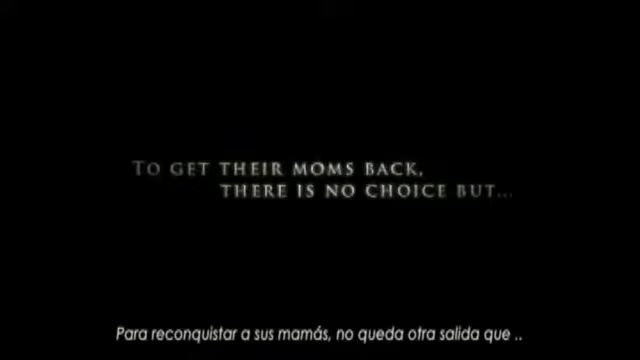 TO GET THEIR MOMS BACK,
THERE IS NO CHOICE BUT...
Para reconquistar a sus mamás, no queda otra salida que ..